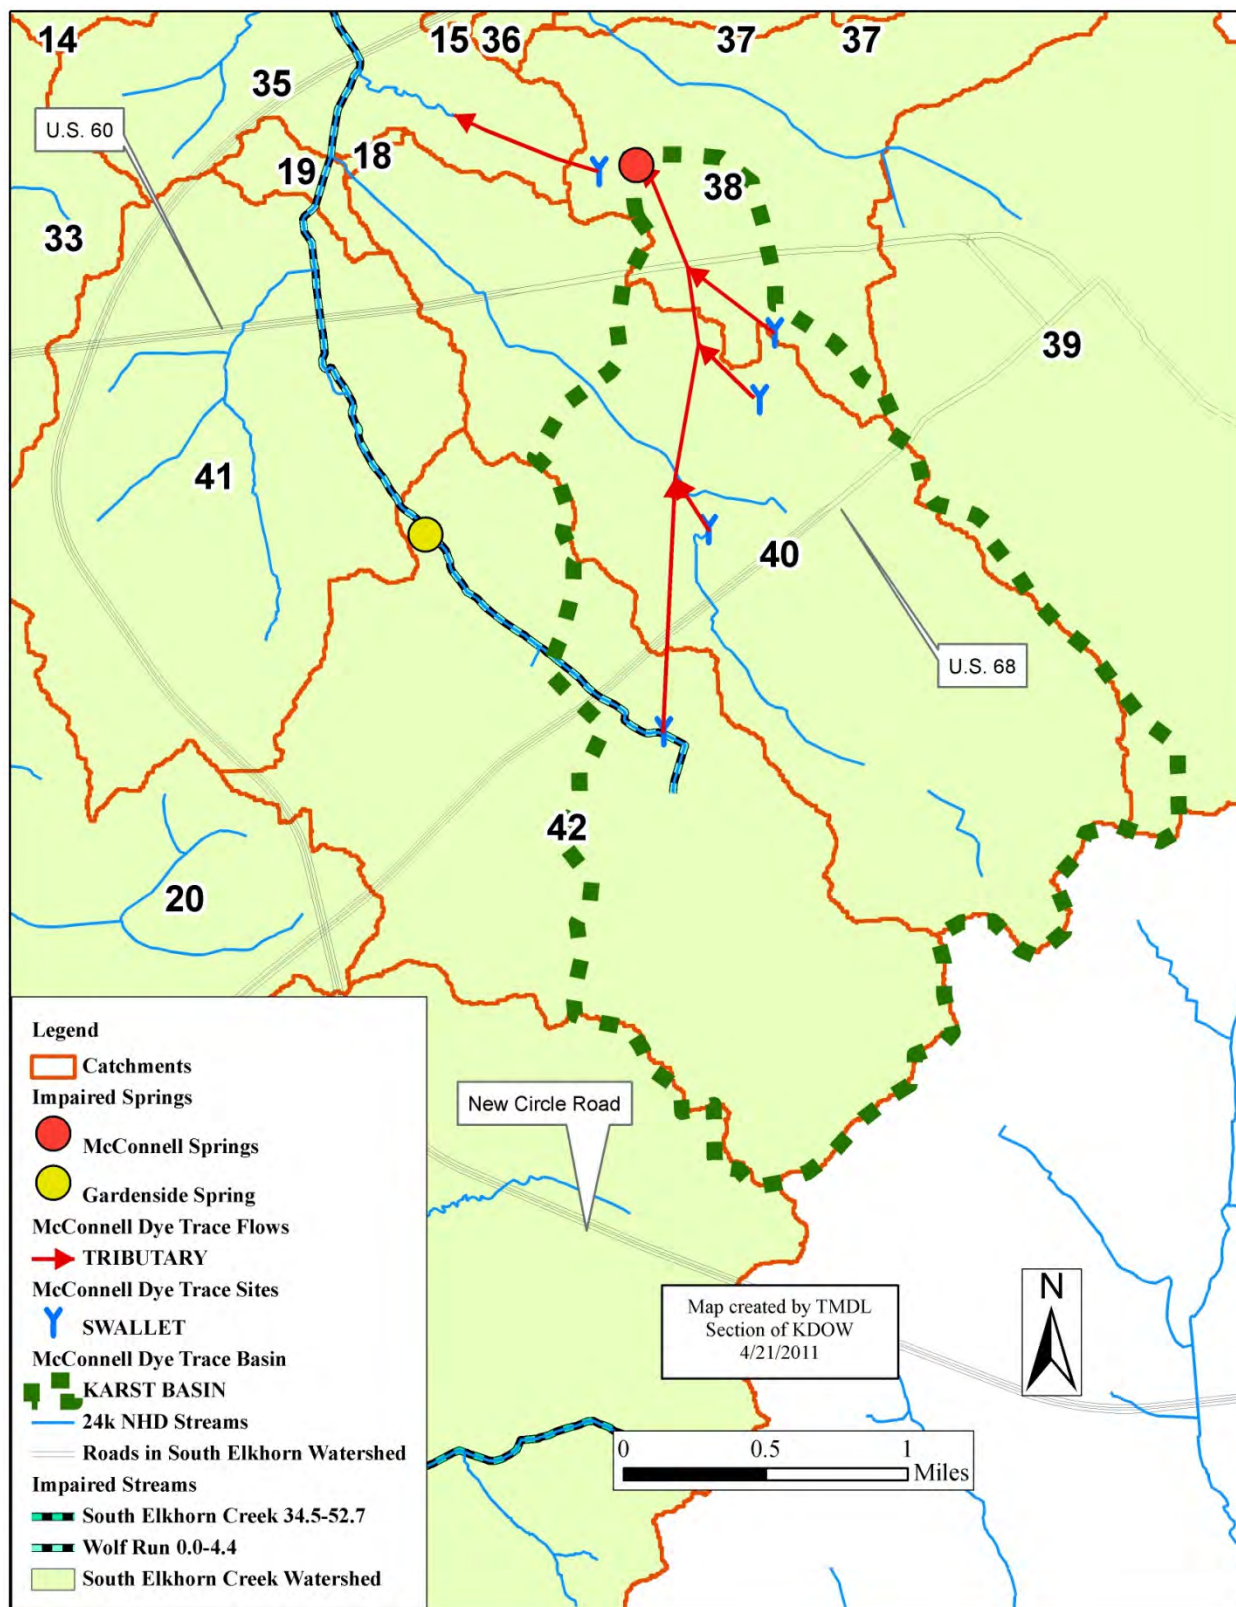 14
15
36
37
37
35
U.S. 60
19
18
38
33
39
41
40
U.S. 68
42
20
Legend
Catchments
Impaired Springs
McConnell Springs
Gardenside Spring
McConnell Dye Trace Flows
TRIBUTARY
McConnell Dye Trace Sites
SWALLET
McConnell Dye Trace Basin
KARST BASIN
24k NHD Streams
Roads in South Elkhorn Watershed
Impaired Streams
South Elkhorn Creek 34.5-52.7
Wolf Run 0.0-4.4
South Elkhorn Creek Watershed
New Circle Road
Map created by TMDL
Section of KDOW
4/21/2011
N
0 0.5 1
Miles